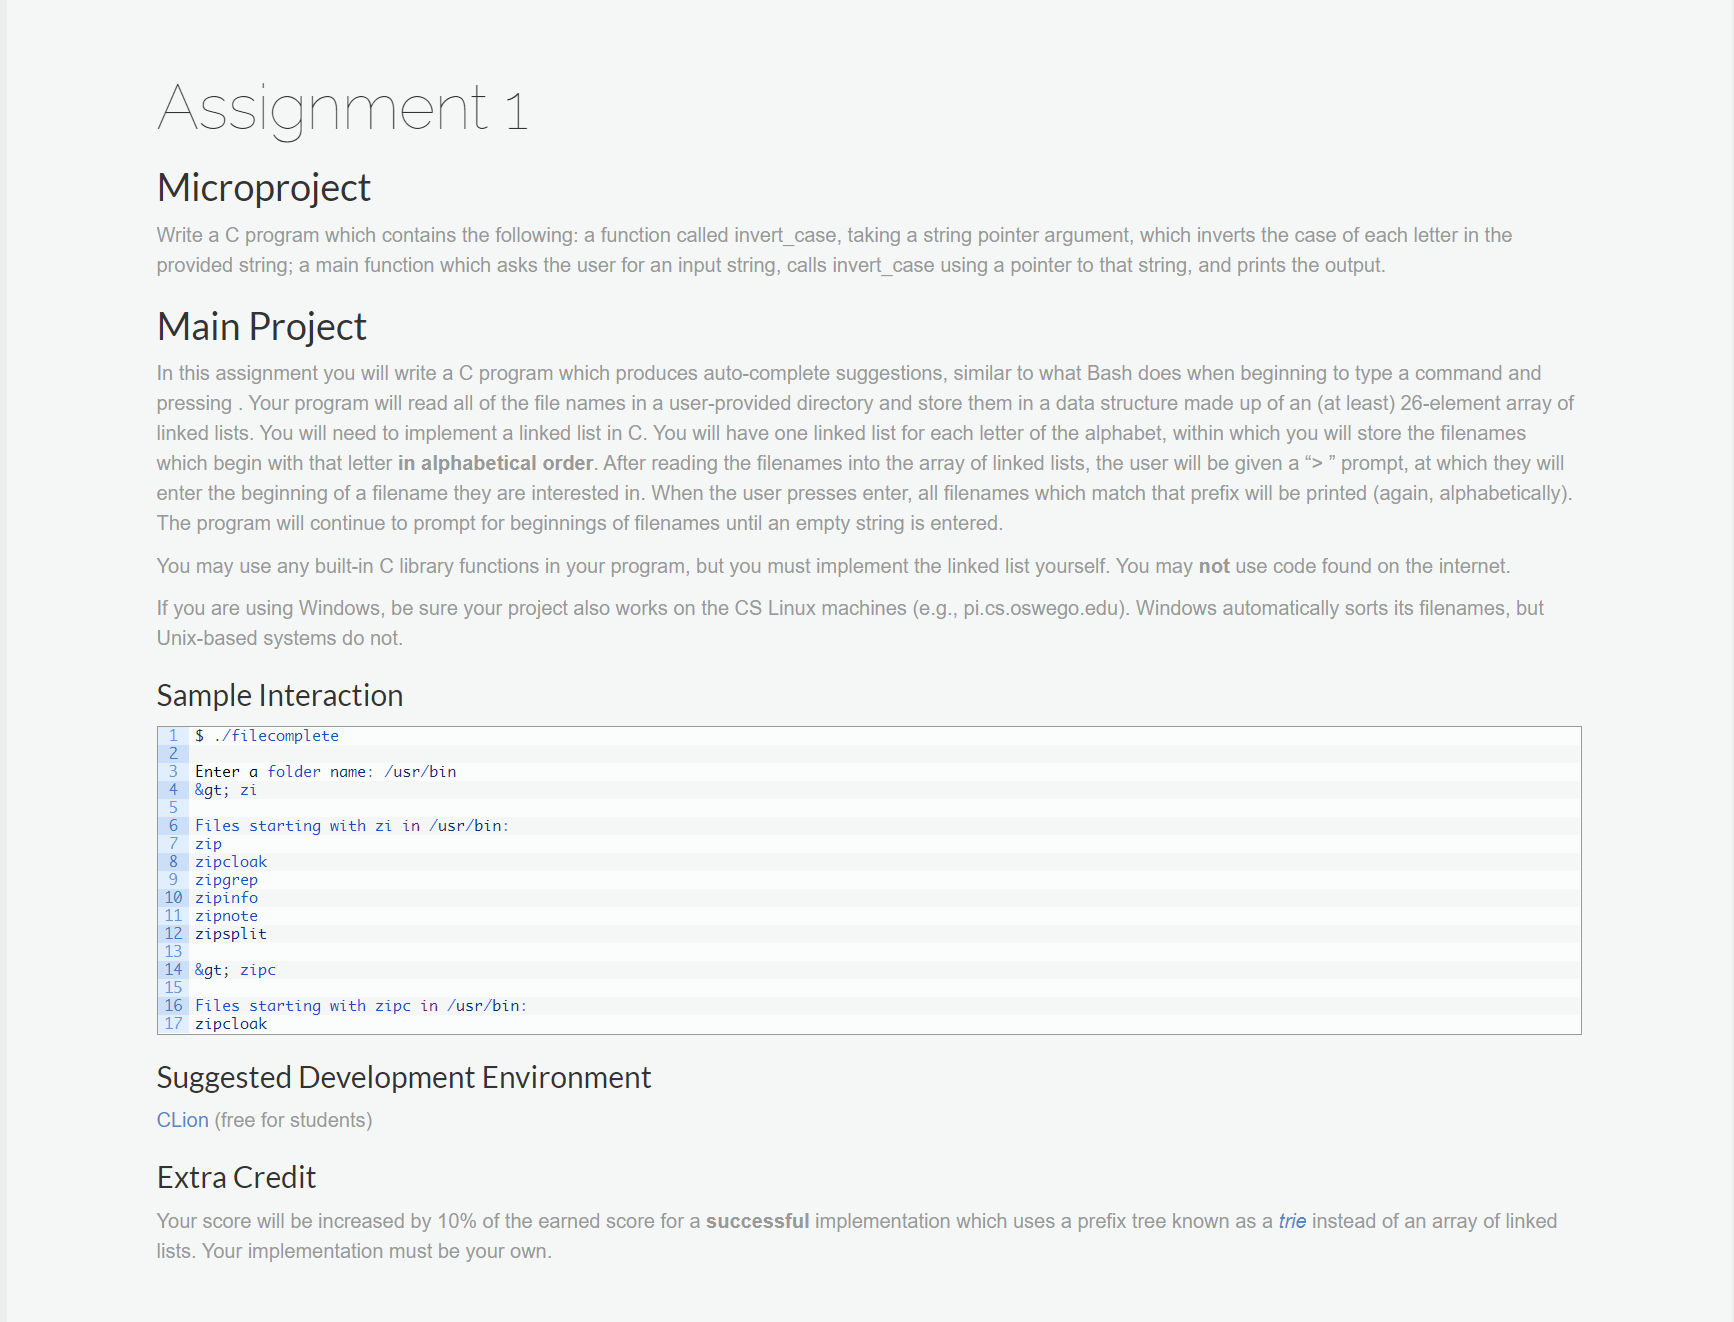 Assignment 1
Microproject
Write a C program which contains the following: a function called invert_case, taking a string pointer argument, which inverts the case of each letter in the
provided string; a main function which asks the user for an input string, calls invert_case using a pointer to that string, and prints the output.
Main Project
In this assignment you will write a C program which produces auto-complete suggestions, similar to what Bash does when beginning to type a command and
pressing . Your program will read all of the file names in a user-provided directory and store them in a data structure made up of an (at least) 26-element array of
linked lists. You will need to implement a linked list in C. You will have one linked list for each letter of the alphabet, within which you will store the filenames
which begin with that letter in alphabetical order. After reading the filenames into the array of linked lists, the user will be given a “> ” prompt, at which they will
enter the beginning of a filename they are interested in. When the user presses enter, all filenames which match that prefix will be printed (again, alphabetically).
The program will continue to prompt for beginnings of filenames until an empty string is entered.
You may use any built-in C library functions in your program, but you must implement the linked list yourself. You may not use code found on the internet.
If you are using Windows, be sure your project also works on the CS Linux machines (e.g., pi.cs.oswego.edu). Windows automatically sorts its filenames, but
Unix-based systems do not.
Sample Interaction
1 $ ./filecomplete
2
3 Enter a folder name: /usr/bin
4 &gt; zi
5
6 Files starting with zi in /usr/bin:
7 zip
8 zipcloak
9 zipgrep
10 zipinfo
11 zipnote
12 zipsplit
13
14 &gt; zipc
15
16 Files starting with zipc in /usr/bin:
17 zipcloak
Suggested Development Environment
CLion (free for students)
Extra Credit
Your score will be increased by 10% of the earned score for a successful implementation which uses a prefix tree known as a trie instead of an array of linked
lists. Your implementation must be your own.